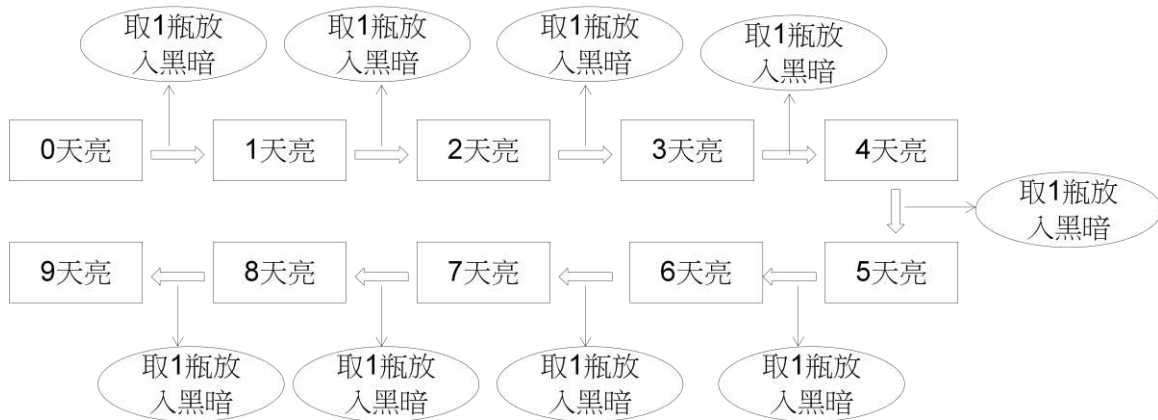 取1瓶放
入黑暗
取1瓶放
入黑暗
取1瓶放
入黑暗
取1瓶放
入黑暗
0天亮
1天亮
2天亮
3天亮
4天亮
取1瓶放
入黑暗
9天亮
8天亮
7天亮
6天亮
5天亮
取1瓶放
入黑暗
取1瓶放
入黑暗
取1瓶放
入黑暗
取1瓶放
入黑暗